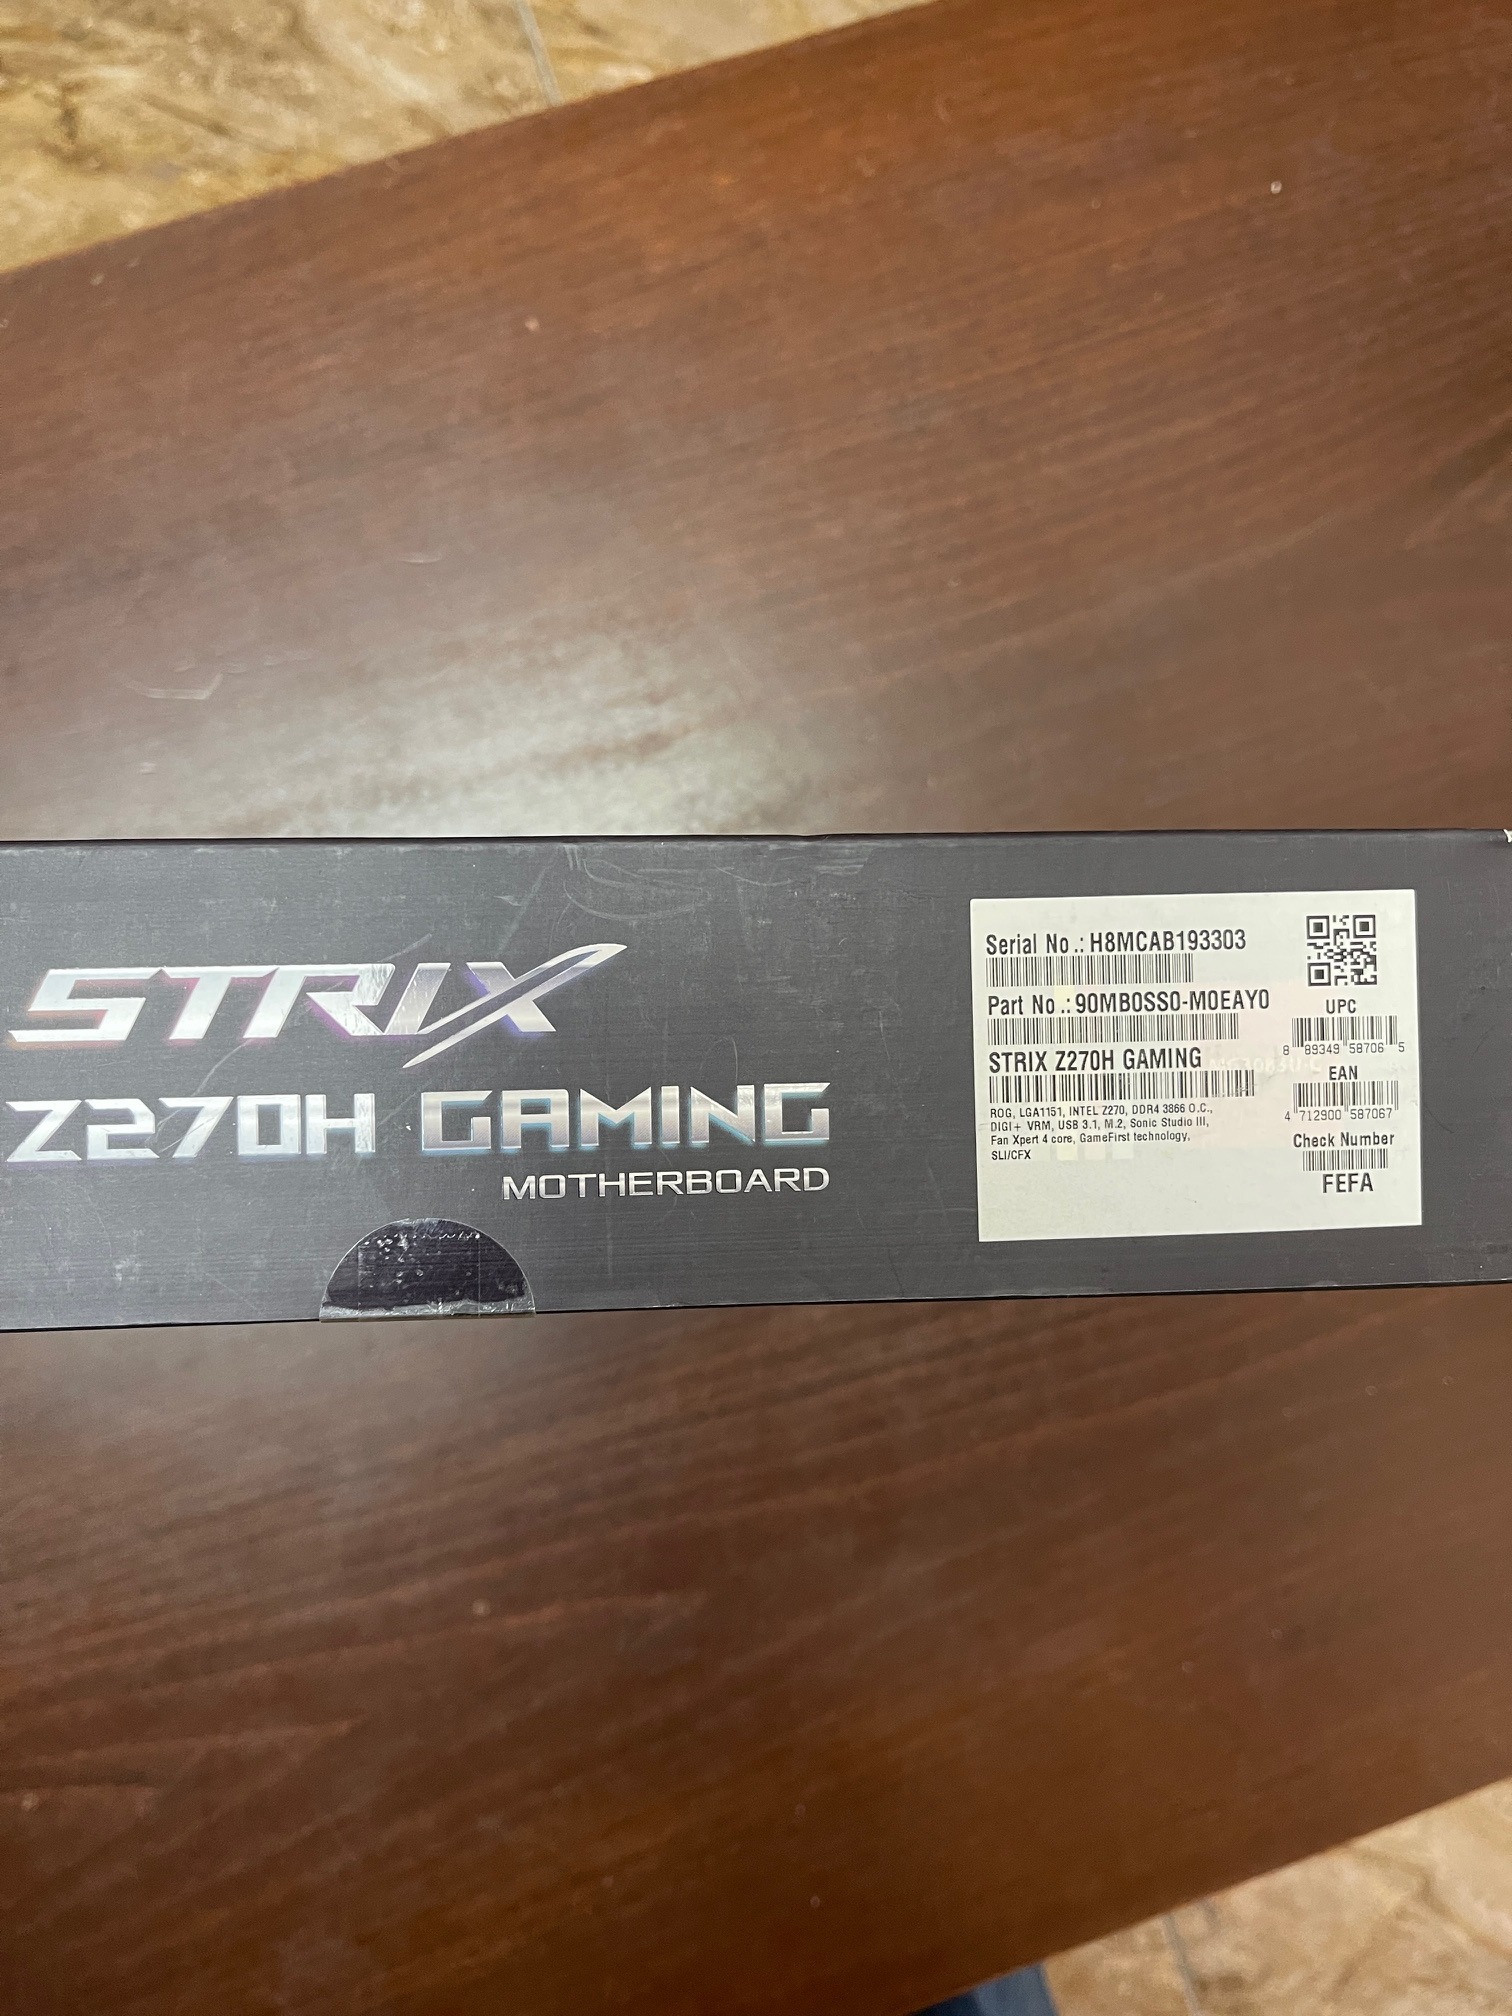 STRIX
Z270H GAMING
MOTHERBOARD
Serial No.: H8MCAB193303
Part No.: 90MB0SS0-M0EAY0
STRIX Z270H GAMING
ROG, LGA1151, INTEL Z270, DDR4 3866 O.C.,
DIGI+ VRM, USB 3.1, M.2, Sonic Studio III,
Fan Xpert 4 core, GameFirst technology,
SLI/CFX
UPC
8 89349 58706 5
EAN
4 712900 587067
Check Number
FEFA